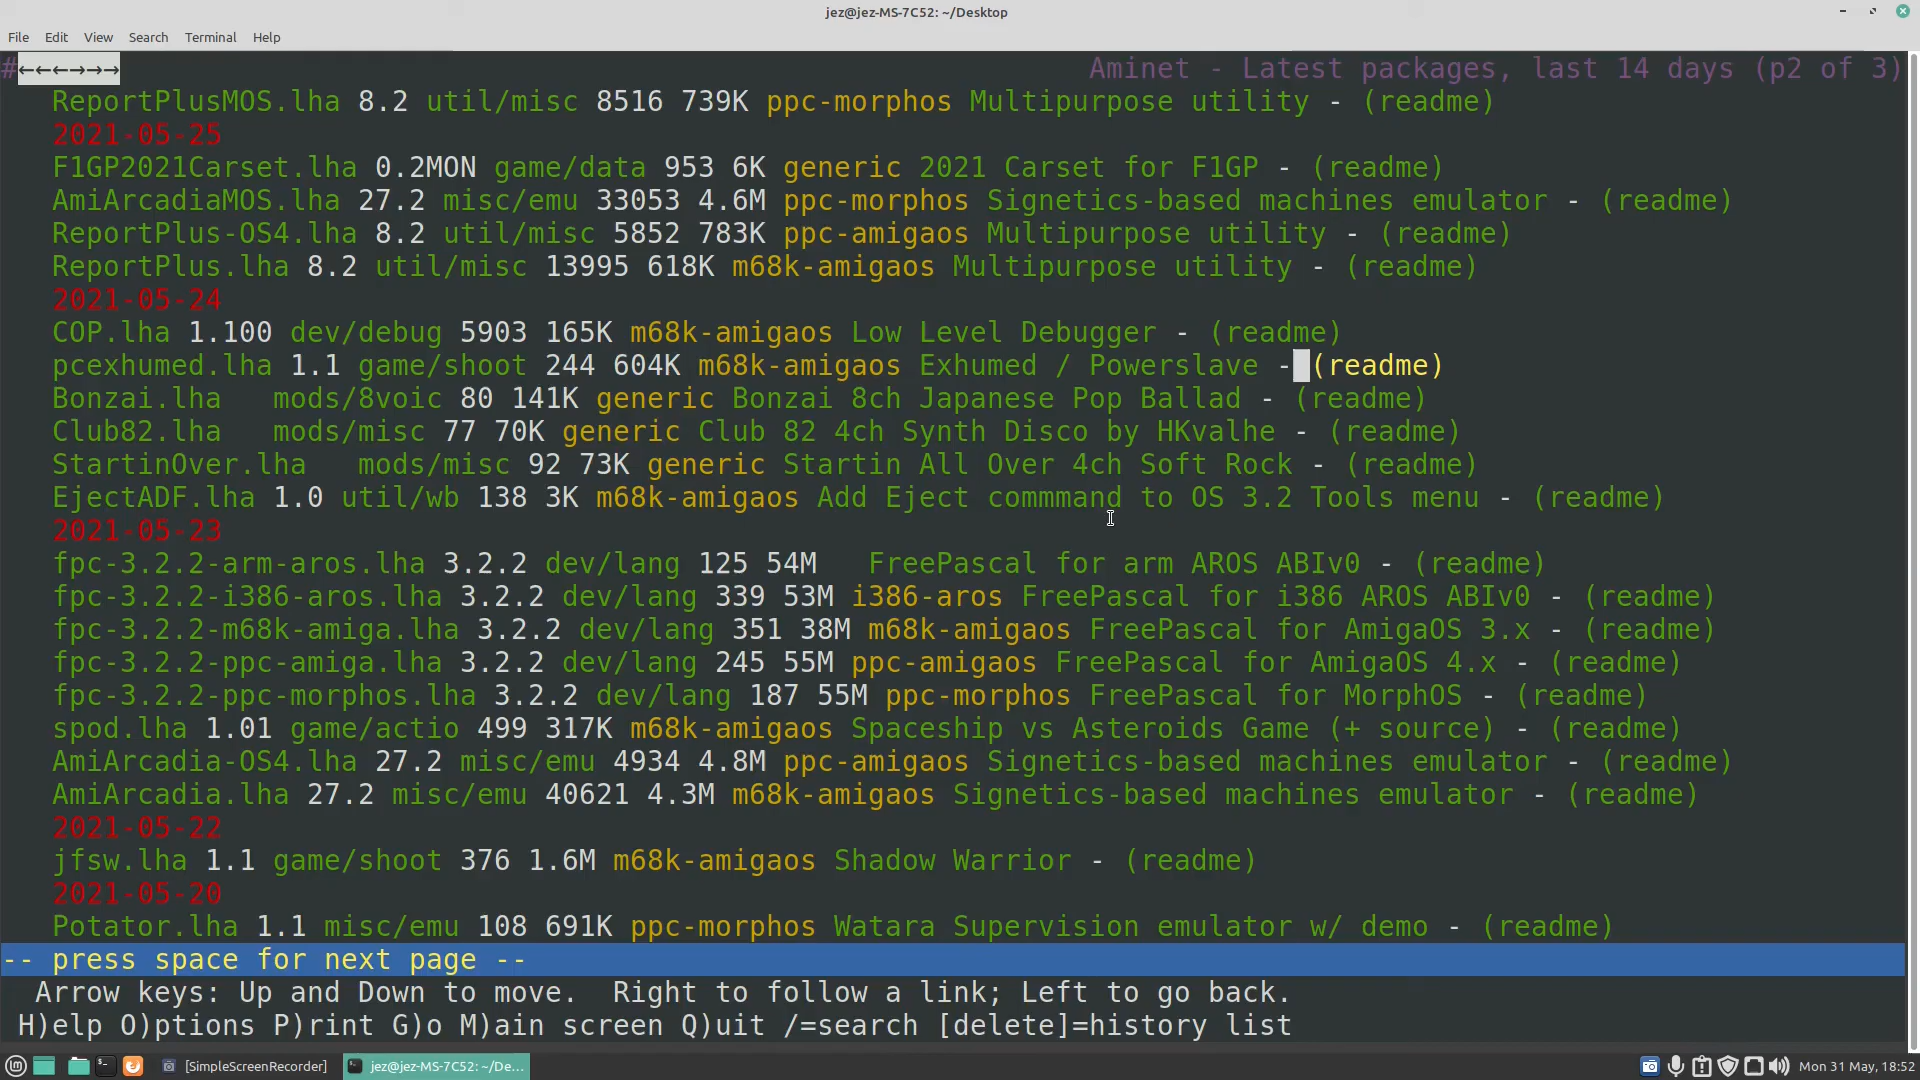 jez@jez-MS-7C52: ~/Desktop
File Edit View Search Terminal Help
#←←←→→→ Aminet - Latest packages, last 14 days (p2 of 3)
ReportPlusMOS.lha 8.2 util/misc 8516 739K ppc-morphos Multipurpose utility - (readme)
2021-05-25
F1GP2021Carset.lha 0.2MON game/data 953 6K generic 2021 Carset for F1GP - (readme)
AmiArcadiaMOS.lha 27.2 misc/emu 33053 4.6M ppc-morphos Signetics-based machines emulator - (readme)
ReportPlus-OS4.lha 8.2 util/misc 5852 783K ppc-amigaos Multipurpose utility - (readme)
ReportPlus.lha 8.2 util/misc 13995 618K m68k-amigaos Multipurpose utility - (readme)
2021-05-24
COP.lha 1.100 dev/debug 5903 165K m68k-amigaos Low Level Debugger - (readme)
pcexhumed.lha 1.1 game/shoot 244 604K m68k-amigaos Exhumed / Powerslave - (readme)
Bonzai.lha mods/8voic 80 141K generic Bonzai 8ch Japanese Pop Ballad - (readme)
Club82.lha mods/misc 77 70K generic Club 82 4ch Synth Disco by HKvalhe - (readme)
StartinOver.lha mods/misc 92 73K generic Startin All Over 4ch Soft Rock - (readme)
EjectADF.lha 1.0 util/wb 138 3K m68k-amigaos Add Eject commmand to OS 3.2 Tools menu - (readme)
2021-05-23
fpc-3.2.2-arm-aros.lha 3.2.2 dev/lang 125 54M FreePascal for arm AROS ABIv0 - (readme)
fpc-3.2.2-i386-aros.lha 3.2.2 dev/lang 339 53M i386-aros FreePascal for i386 AROS ABIv0 - (readme)
fpc-3.2.2-m68k-amiga.lha 3.2.2 dev/lang 351 38M m68k-amigaos FreePascal for AmigaOS 3.x - (readme)
fpc-3.2.2-ppc-amiga.lha 3.2.2 dev/lang 245 55M ppc-amigaos FreePascal for AmigaOS 4.x - (readme)
fpc-3.2.2-ppc-morphos.lha 3.2.2 dev/lang 187 55M ppc-morphos FreePascal for MorphOS - (readme)
spod.lha 1.01 game/actio 499 317K m68k-amigaos Spaceship vs Asteroids Game (+ source) - (readme)
AmiArcadia-OS4.lha 27.2 misc/emu 4934 4.8M ppc-amigaos Signetics-based machines emulator - (readme)
AmiArcadia.lha 27.2 misc/emu 40621 4.3M m68k-amigaos Signetics-based machines emulator - (readme)
2021-05-22
jfsw.lha 1.1 game/shoot 376 1.6M m68k-amigaos Shadow Warrior - (readme)
2021-05-20
Potator.lha 1.1 misc/emu 108 691K ppc-morphos Watara Supervision emulator w/ demo - (readme)
-- press space for next page --
Arrow keys: Up and Down to move. Right to follow a link; Left to go back.
H)elp O)ptions P)rint G)o M)ain screen Q)uit /=search [delete]=history list
[SimpleScreenRecorder] jez@jez-MS-7C52: ~/De... Mon 31 May, 18:52